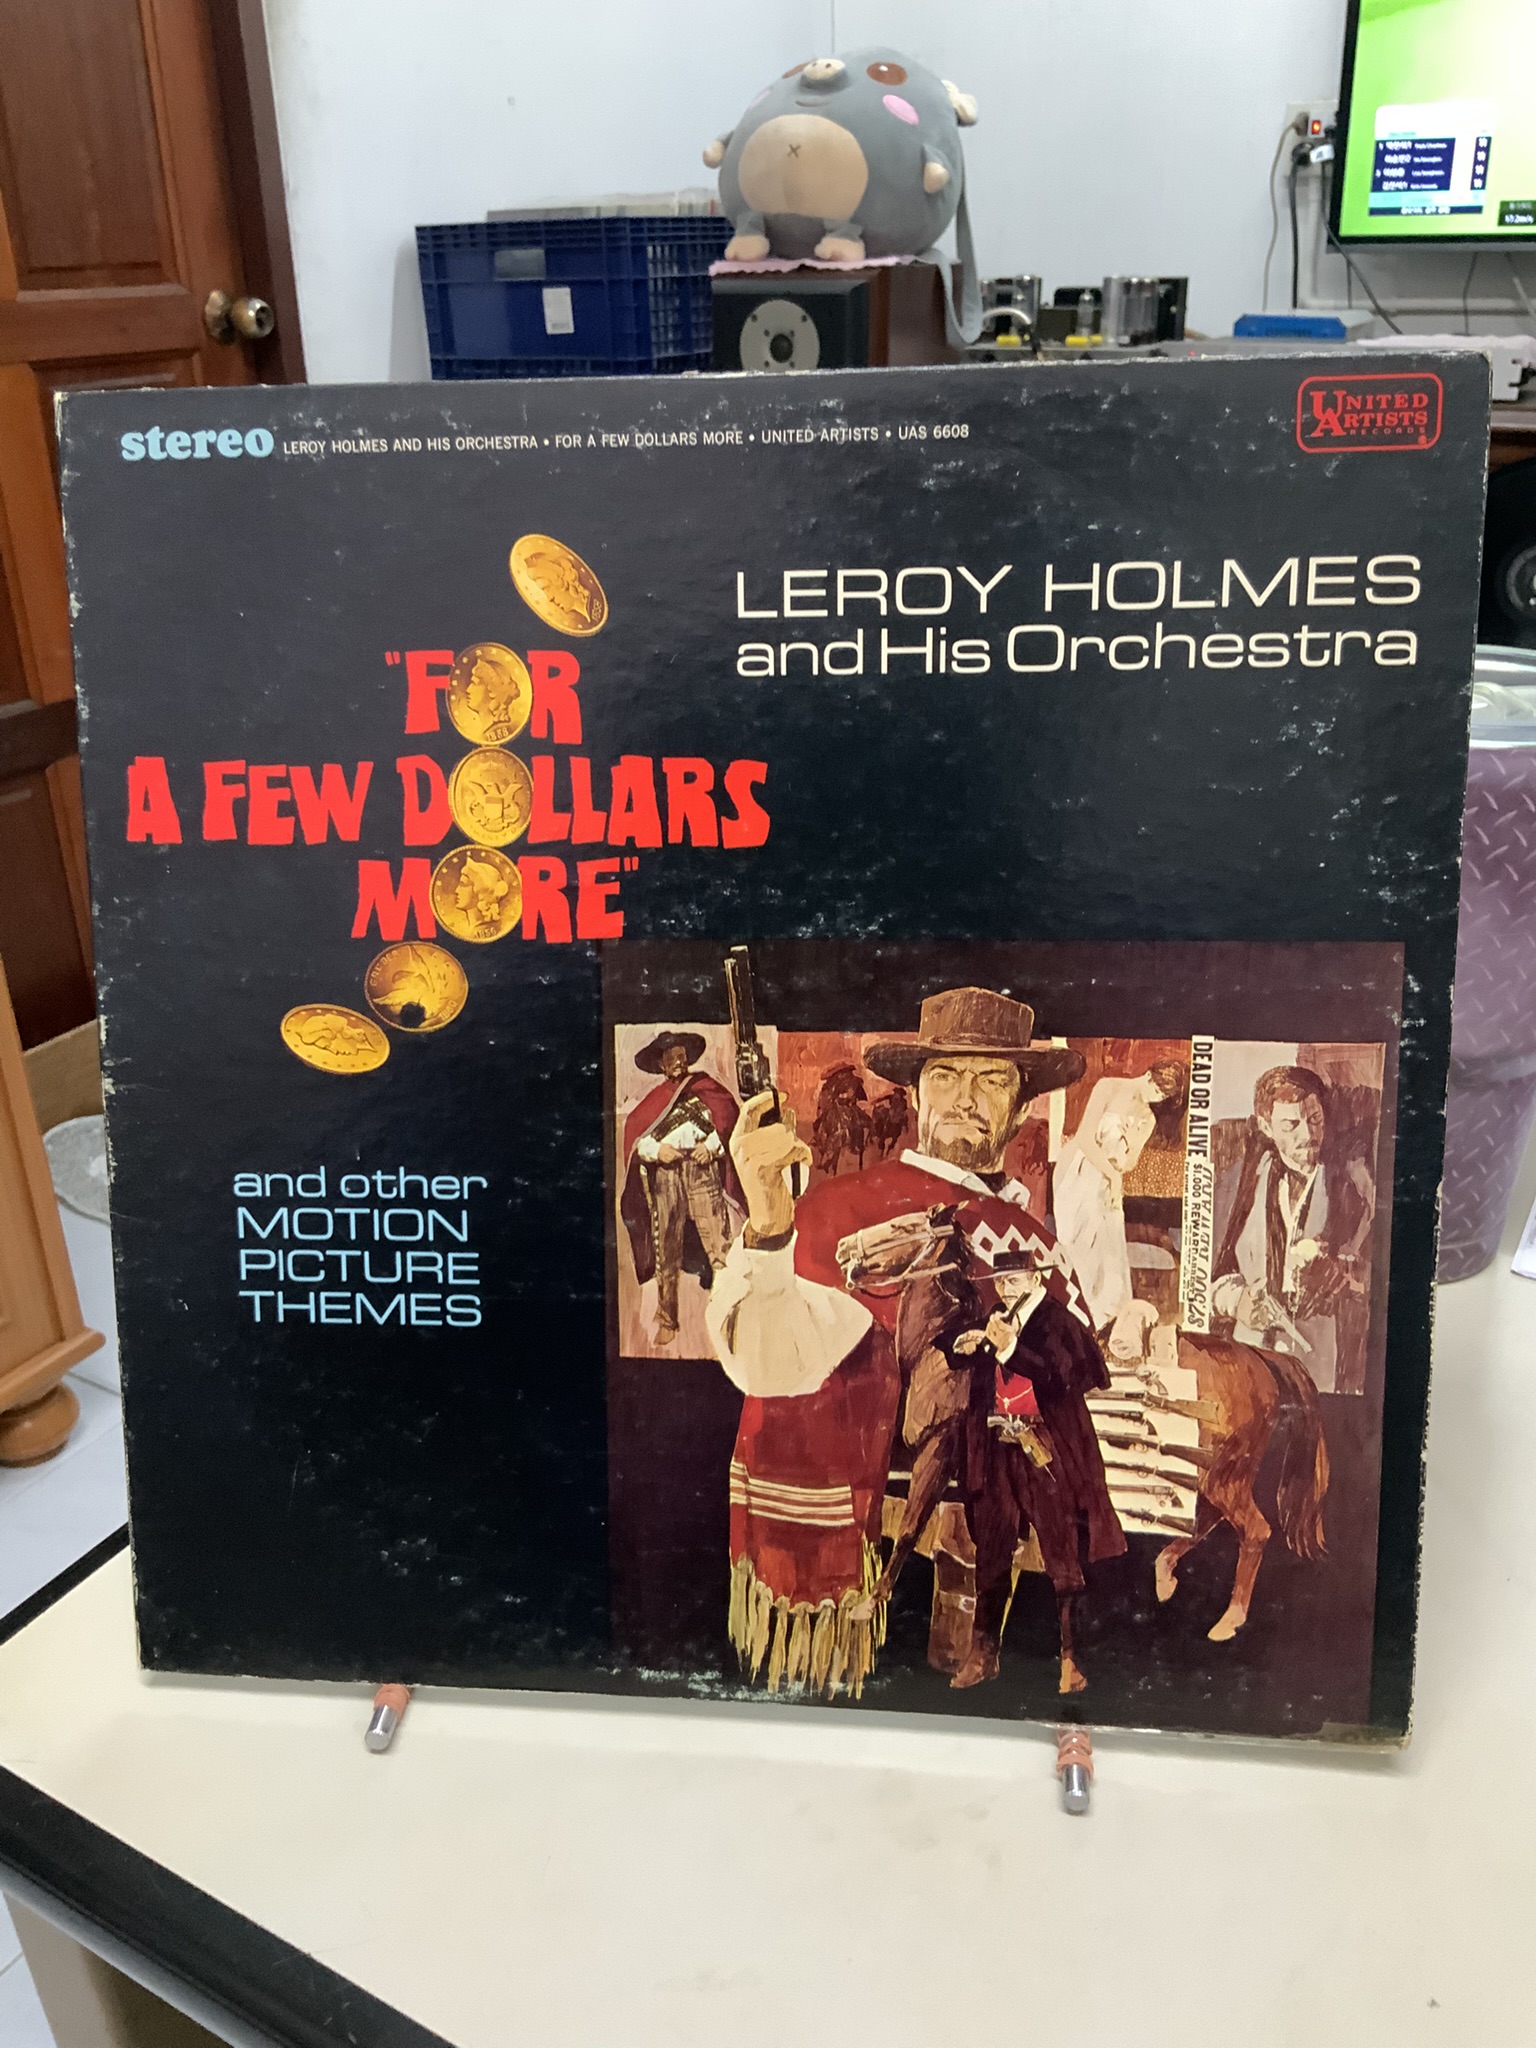 stereo LEROY HOLMES AND HIS ORCHESTRA • FOR A FEW DOLLARS MORE • UNITED ARTISTS • UAS 6608
UNITED
ARTISTS
RECORDS
LEROY HOLMES
and His Orchestra
"FOR
A FEW DOLLARS
MORE"
and other
MOTION
PICTURE
THEMES
DEAD OR ALIVE
$1,000 REWARD